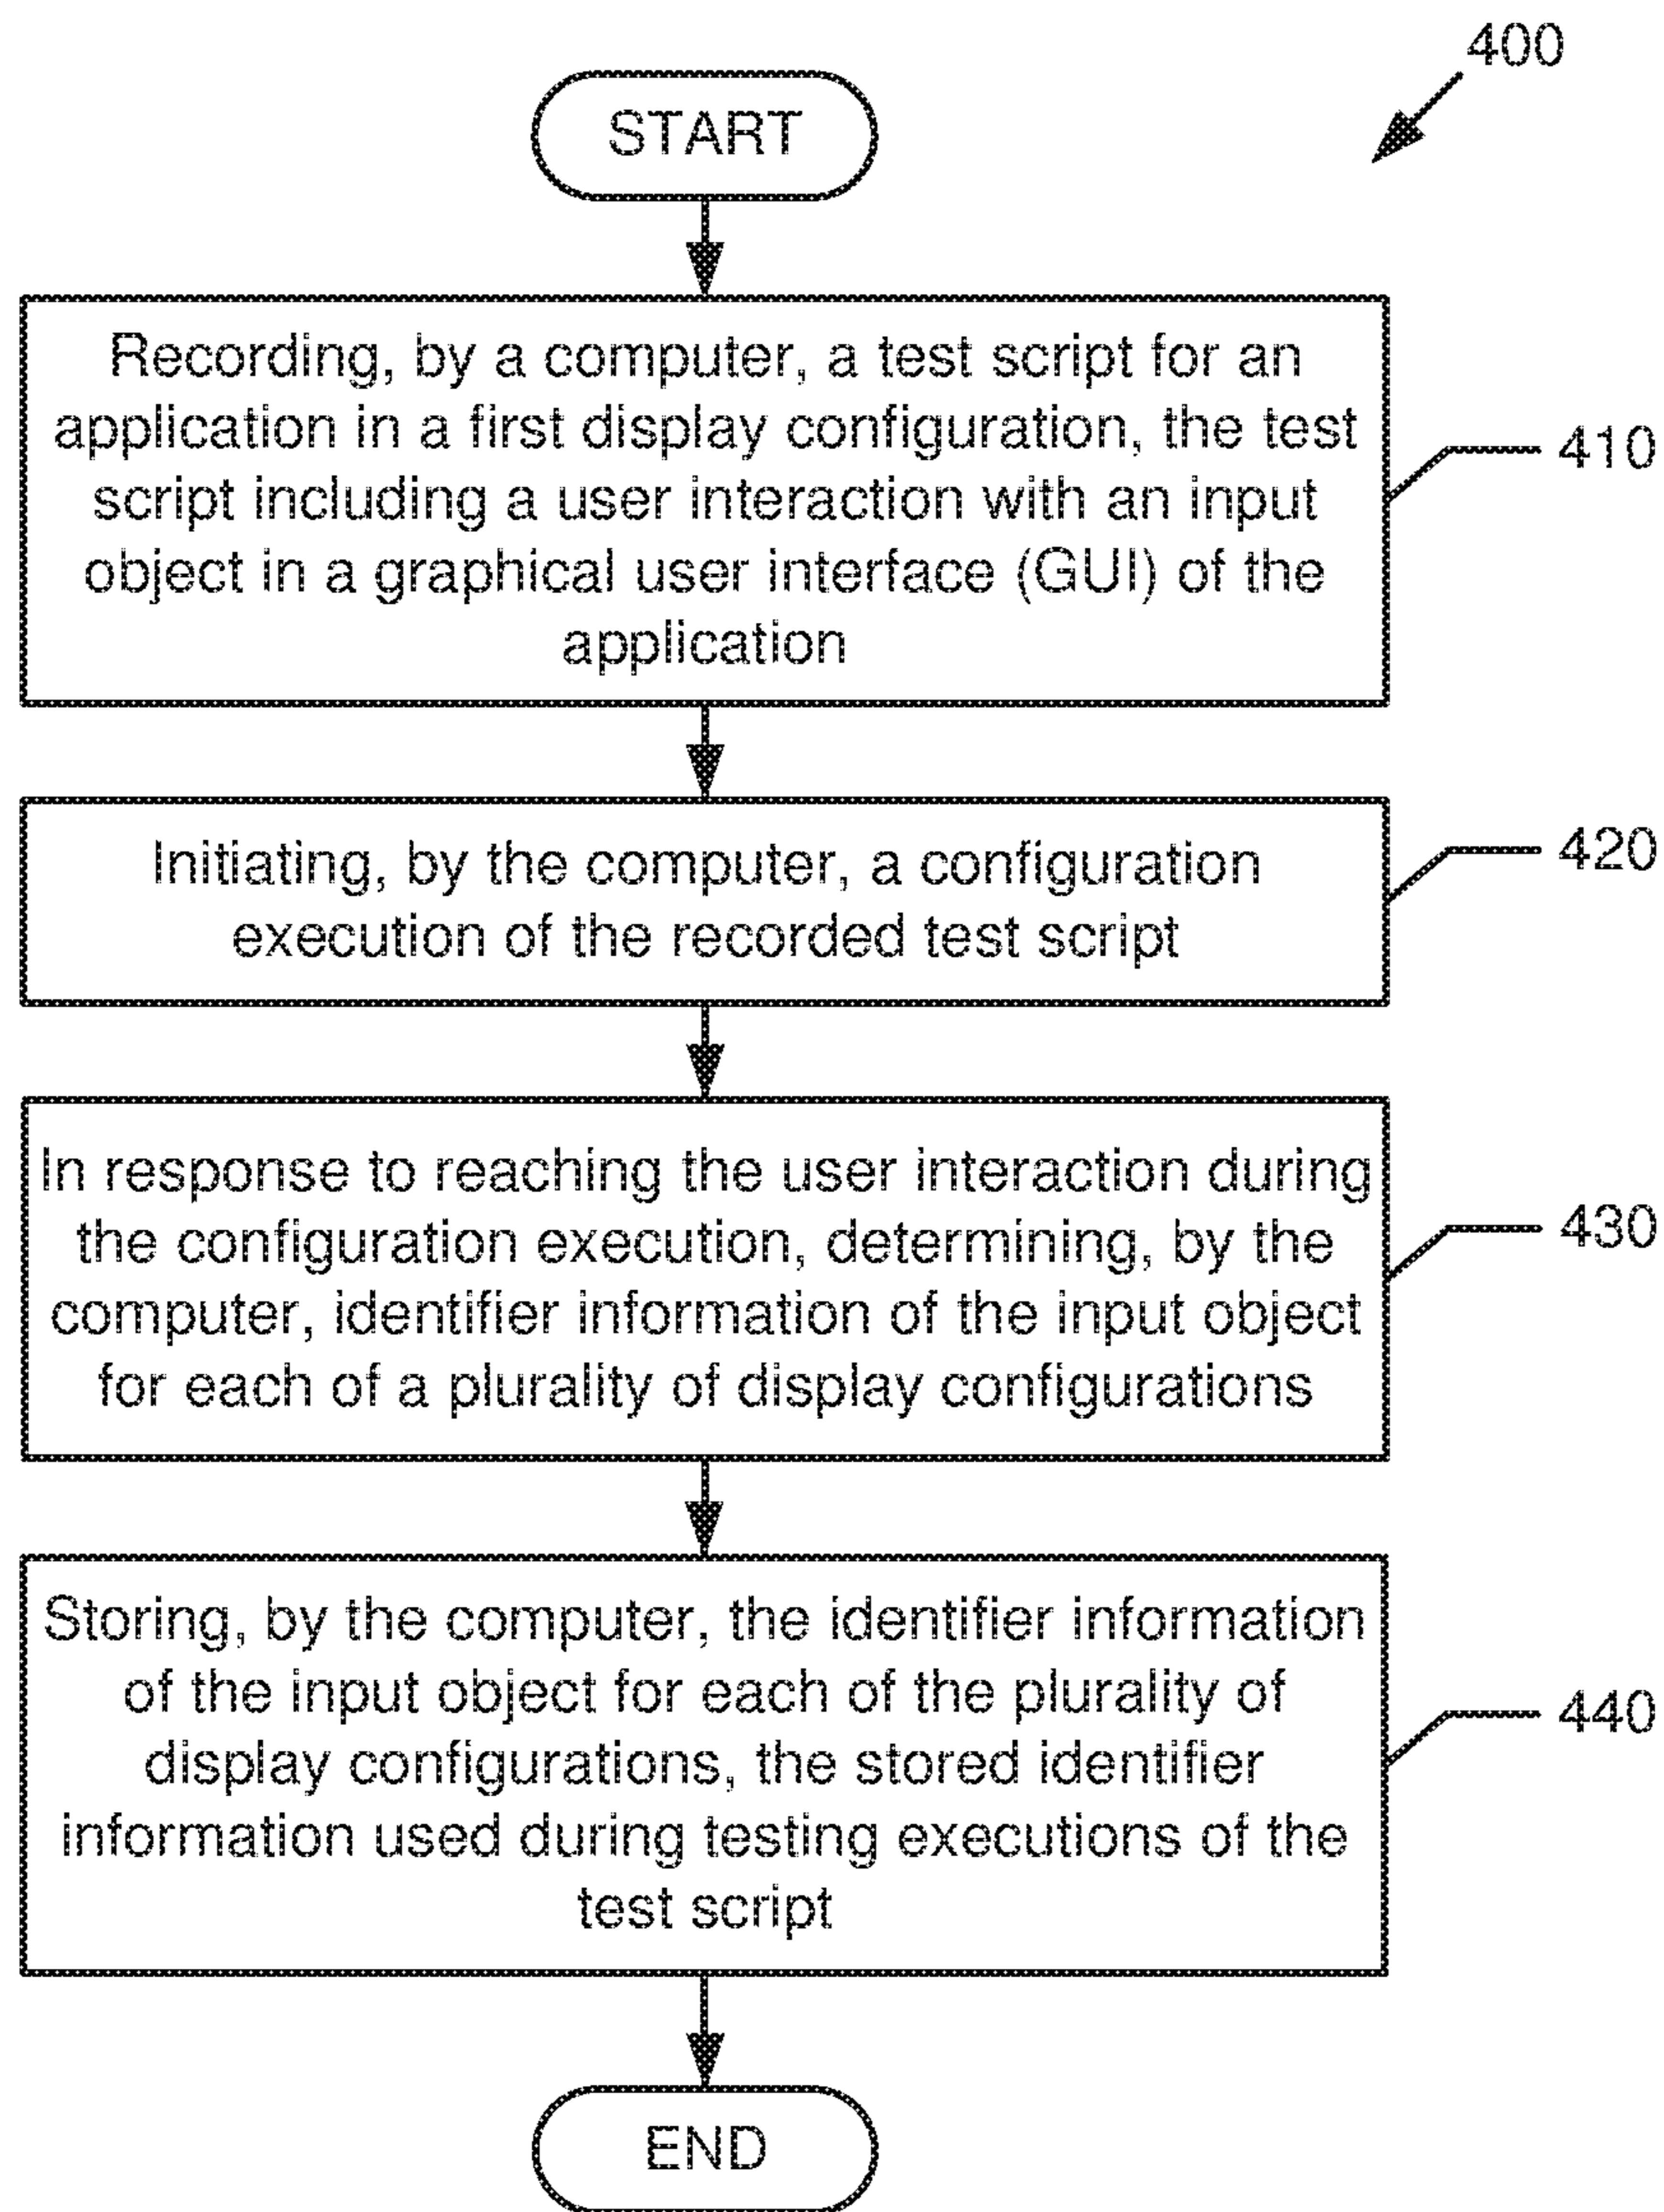 400
START
Recording, by a computer, a test script for an
application in a first display configuration, the test
script including a user interaction with an input
object in a graphical user interface (GUI) of the
application
410
Initiating, by the computer, a configuration
execution of the recorded test script
420
In response to reaching the user interaction during
the configuration execution, determining, by the
computer, identifier information of the input object
for each of a plurality of display configurations
430
Storing, by the computer, the identifier information
of the input object for each of the plurality of
display configurations, the stored identifier
information used during testing executions of the
test script
440
END